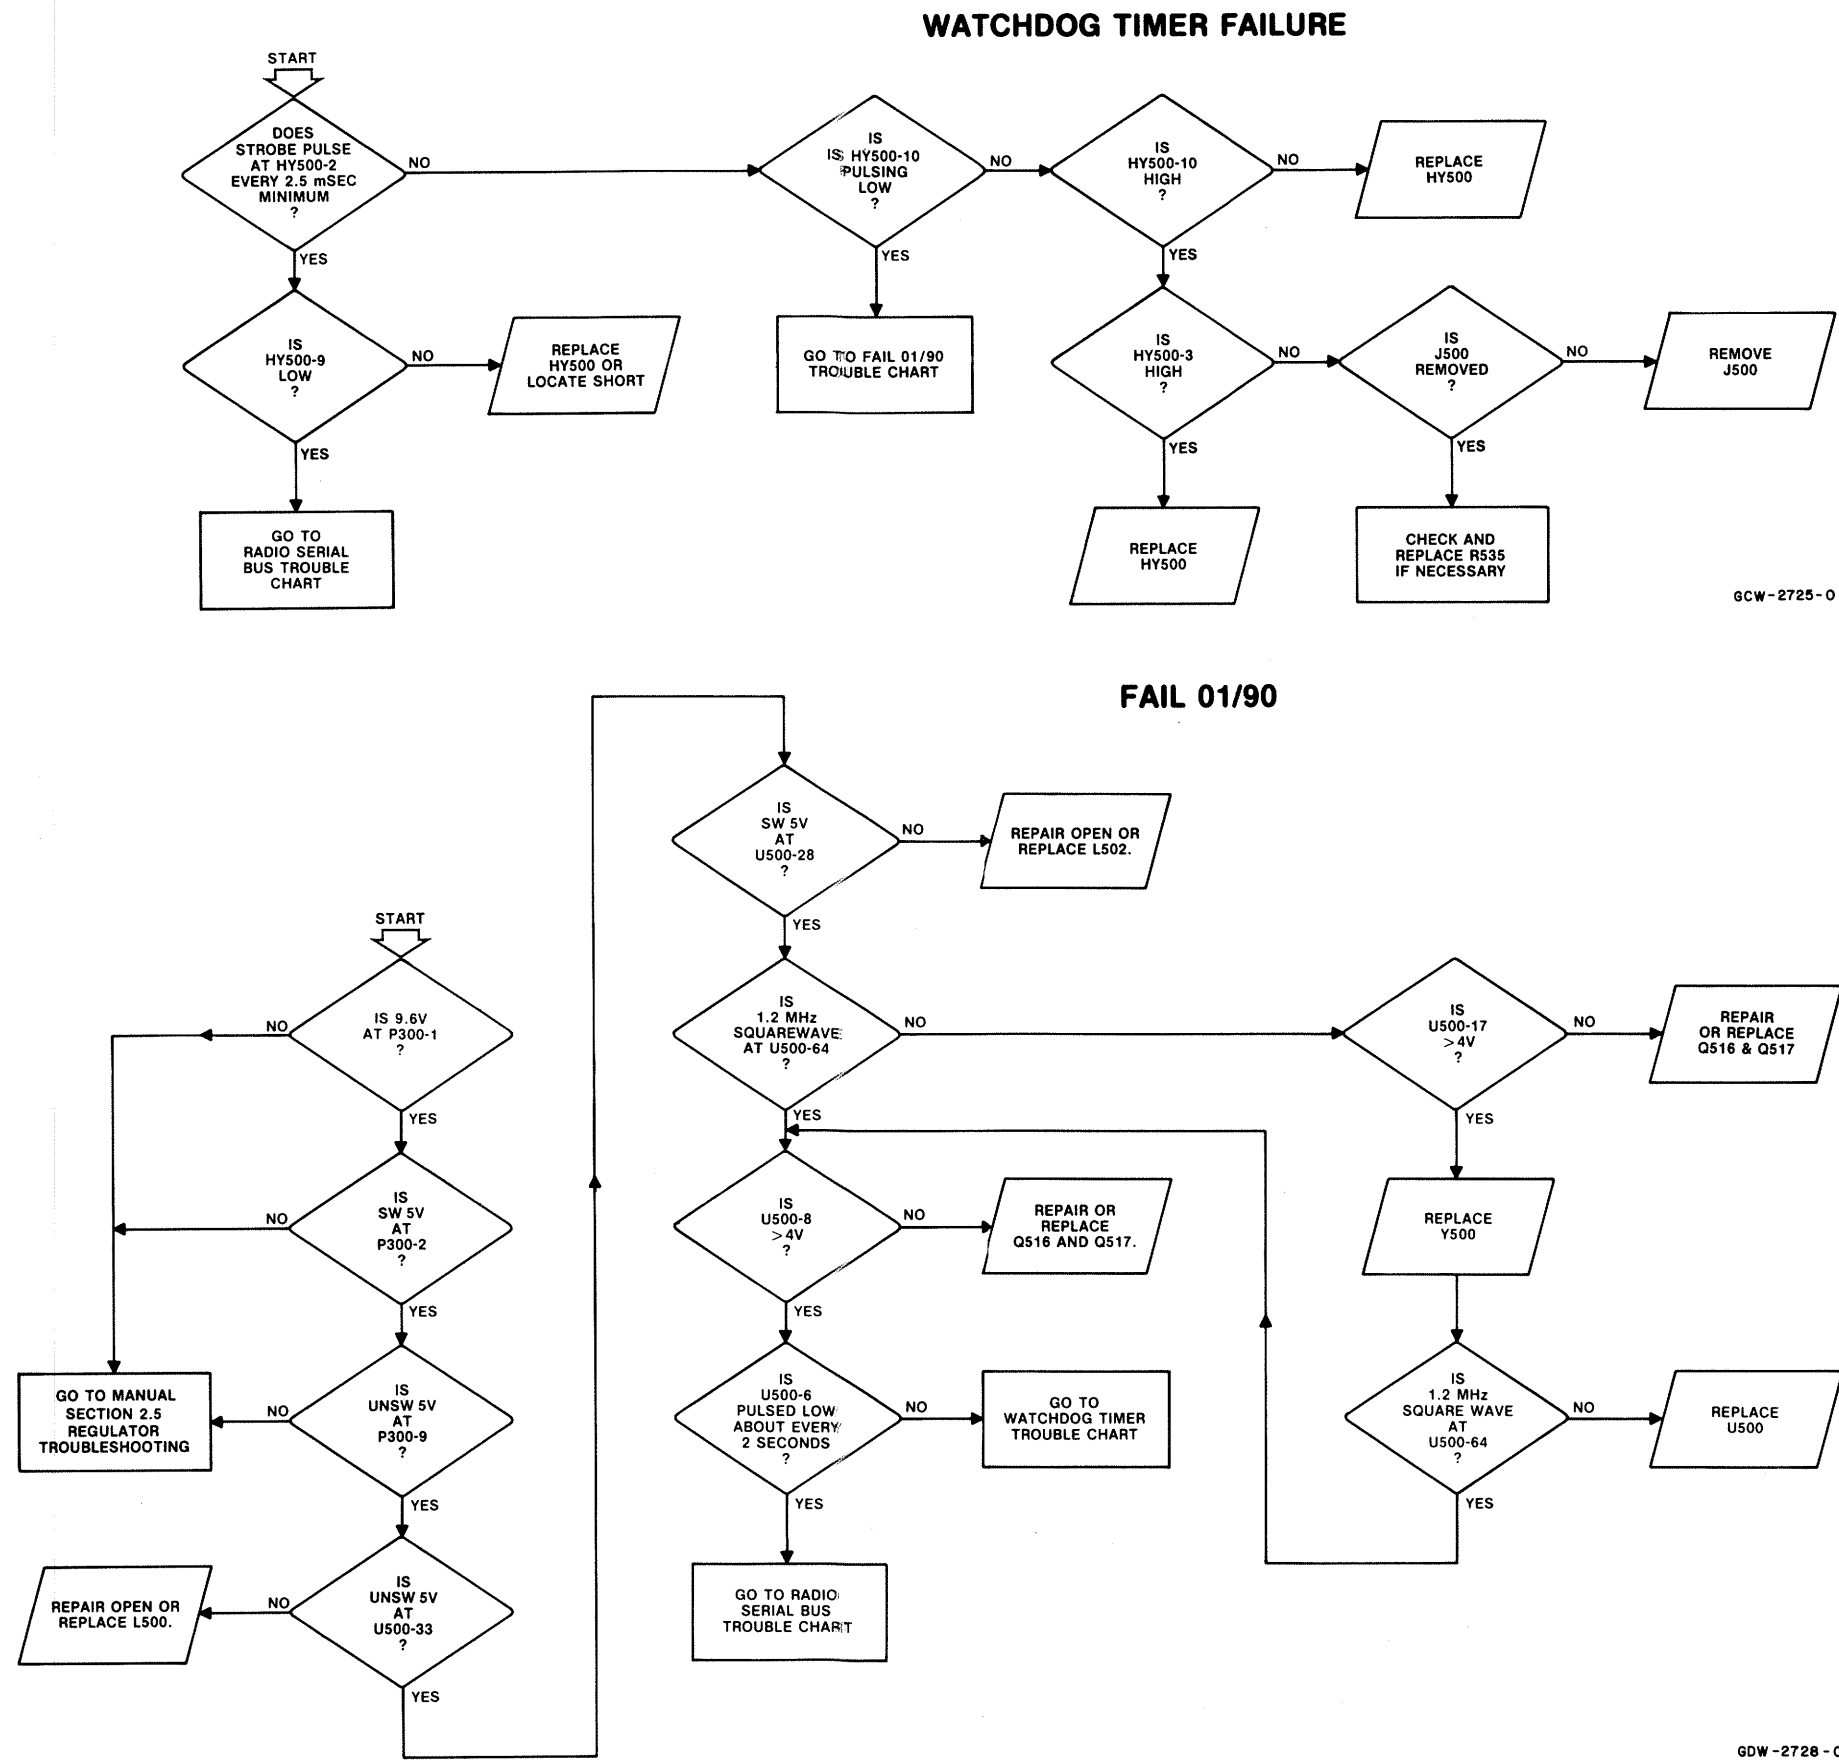 WATCHDOG TIMER FAILURE
START
DOES
STROBE PULSE
AT HY500-2
EVERY 2.5 mSEC
MINIMUM
?
NO
YES
IS
IS HY500-10
PULSING
LOW
?
NO
YES
IS
HY500-10
HIGH
?
NO
YES
REPLACE
HY500
IS
HY500-9
LOW
?
NO
YES
REPLACE
HY500 OR
LOCATE SHORT
GO TO FAIL 01/90
TROUBLE CHART
IS
HY500-3
HIGH
?
NO
YES
IS
J500
REMOVED
?
NO
YES
REMOVE
J500
GO TO
RADIO SERIAL
BUS TROUBLE
CHART
REPLACE
HY500
CHECK AND
REPLACE R535
IF NECESSARY
GCW-2725-O
FAIL 01/90
START
IS 9.6V
AT P300-1
?
NO
YES
IS
SW 5V
AT
P300-2
?
NO
YES
IS
UNSW 5V
AT
P300-9
?
NO
YES
GO TO MANUAL
SECTION 2.5
REGULATOR
TROUBLESHOOTING
IS
UNSW 5V
AT
U500-33
?
NO
YES
REPAIR OPEN OR
REPLACE L500.
IS
SW 5V
AT
U500-28
?
NO
YES
REPAIR OPEN OR
REPLACE L502.
IS
1.2 MHz
SQUAREWAVE
AT U500-64
?
NO
YES
IS
U500-17
>4V
?
NO
YES
REPAIR
OR REPLACE
Q516 & Q517
IS
U500-8
>4V
?
NO
YES
REPAIR OR
REPLACE
Q516 AND Q517.
REPLACE
Y500
IS
U500-6
PULSED LOW
ABOUT EVERY
2 SECONDS
?
NO
YES
GO TO
WATCHDOG TIMER
TROUBLE CHART
IS
1.2 MHz
SQUARE WAVE
AT
U500-64
?
NO
YES
REPLACE
U500
GO TO RADIO
SERIAL BUS
TROUBLE CHART
GDW-2728-